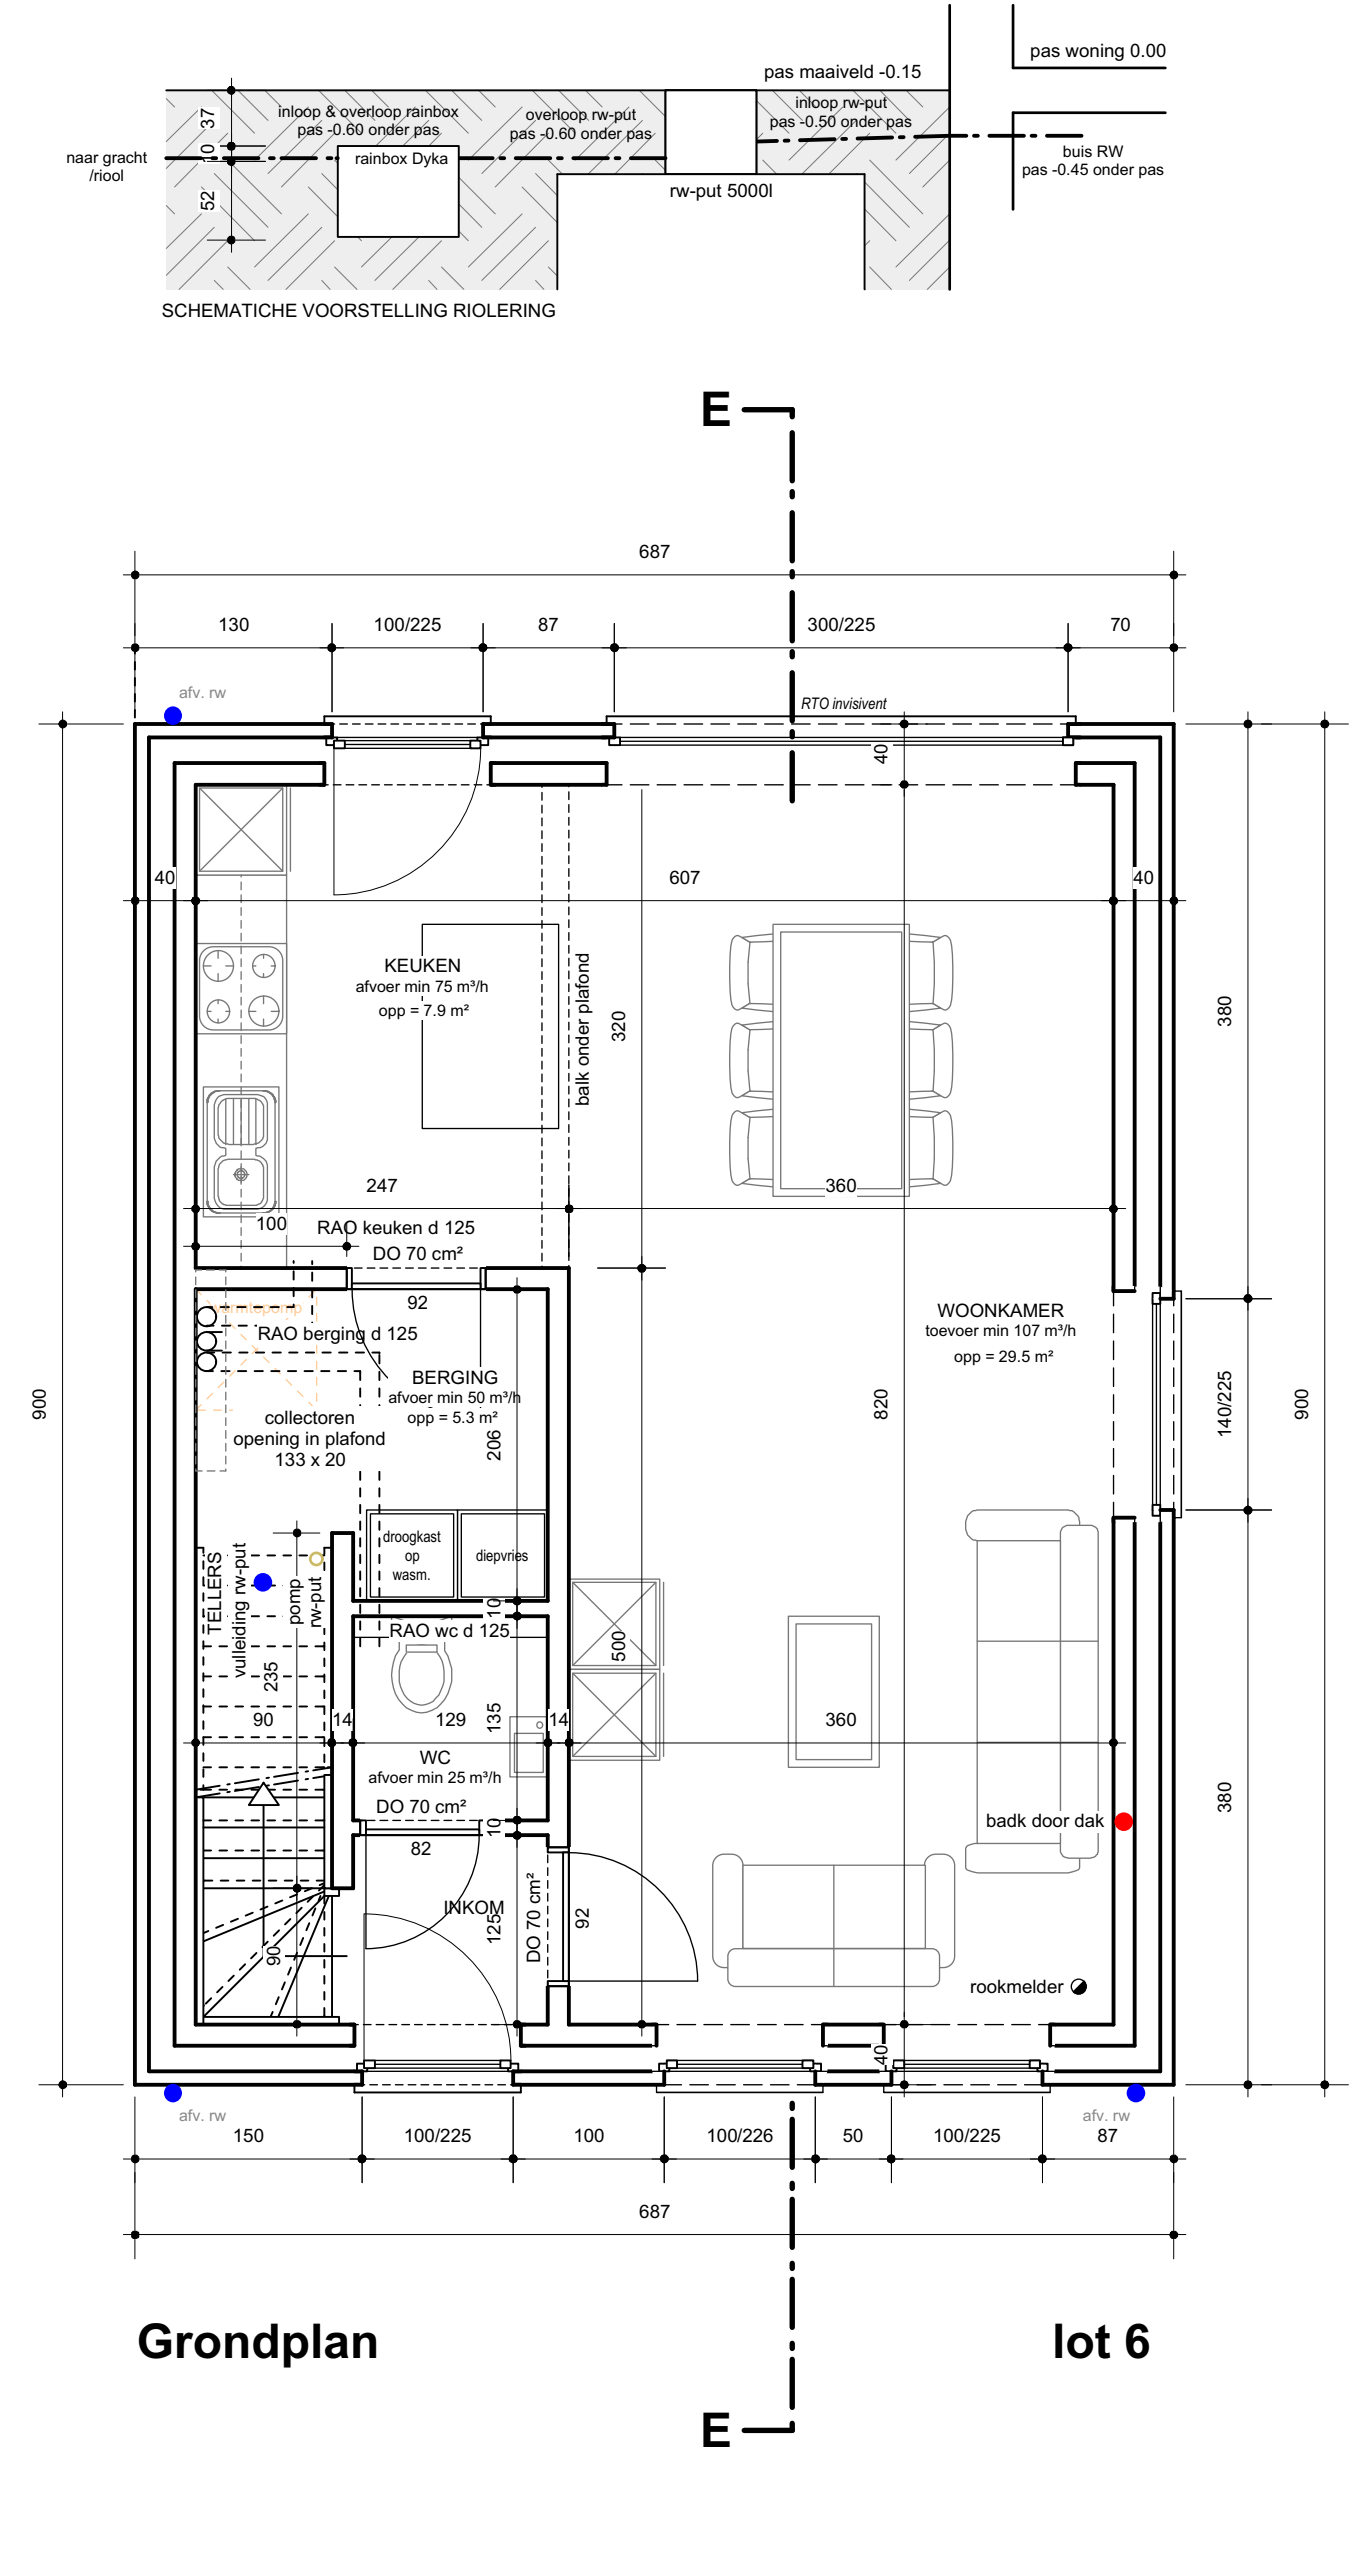 pas woning 0.00
pas maaiveld -0.15
inloop & overloop rainbox
pas -0.60 onder pas
overloop rw-put
pas -0.60 onder pas
inloop rw-put
pas -0.50 onder pas
37
10
52
naar gracht
/riool
rainbox Dyka
buis RW
pas -0.45 onder pas
rw-put 5000l
SCHEMATICHE VOORSTELLING RIOLERING
E
687
130
100/225
87
300/225
70
afv. rw
RTO invisivent
40
40
607
40
KEUKEN
afvoer min 75 m³/h
opp = 7.9 m²
balk onder plafond
320
380
247
360
100
RAO keuken d 125
DO 70 cm²
92
warmtepomp
RAO berging d 125
WOONKAMER
toevoer min 107 m³/h
opp = 29.5 m²
BERGING
afvoer min 50 m³/h
opp = 5.3 m²
collectoren
opening in plafond
133 x 20
206
900
820
140/225
900
droogkast
op
wasm.
diepvries
TELLERS
vulleiding rw-put
pomp
rw-put
10
RAO wc d 125
500
235
90
14
129
135
14
360
WC
afvoer min 25 m³/h
DO 70 cm²
82
10
380
badk door dak
INKOM
125
DO 70 cm²
92
90
rookmelder
40
afv. rw
afv. rw
150
100/225
100
100/226
50
100/225
87
687
Grondplan
lot 6
E